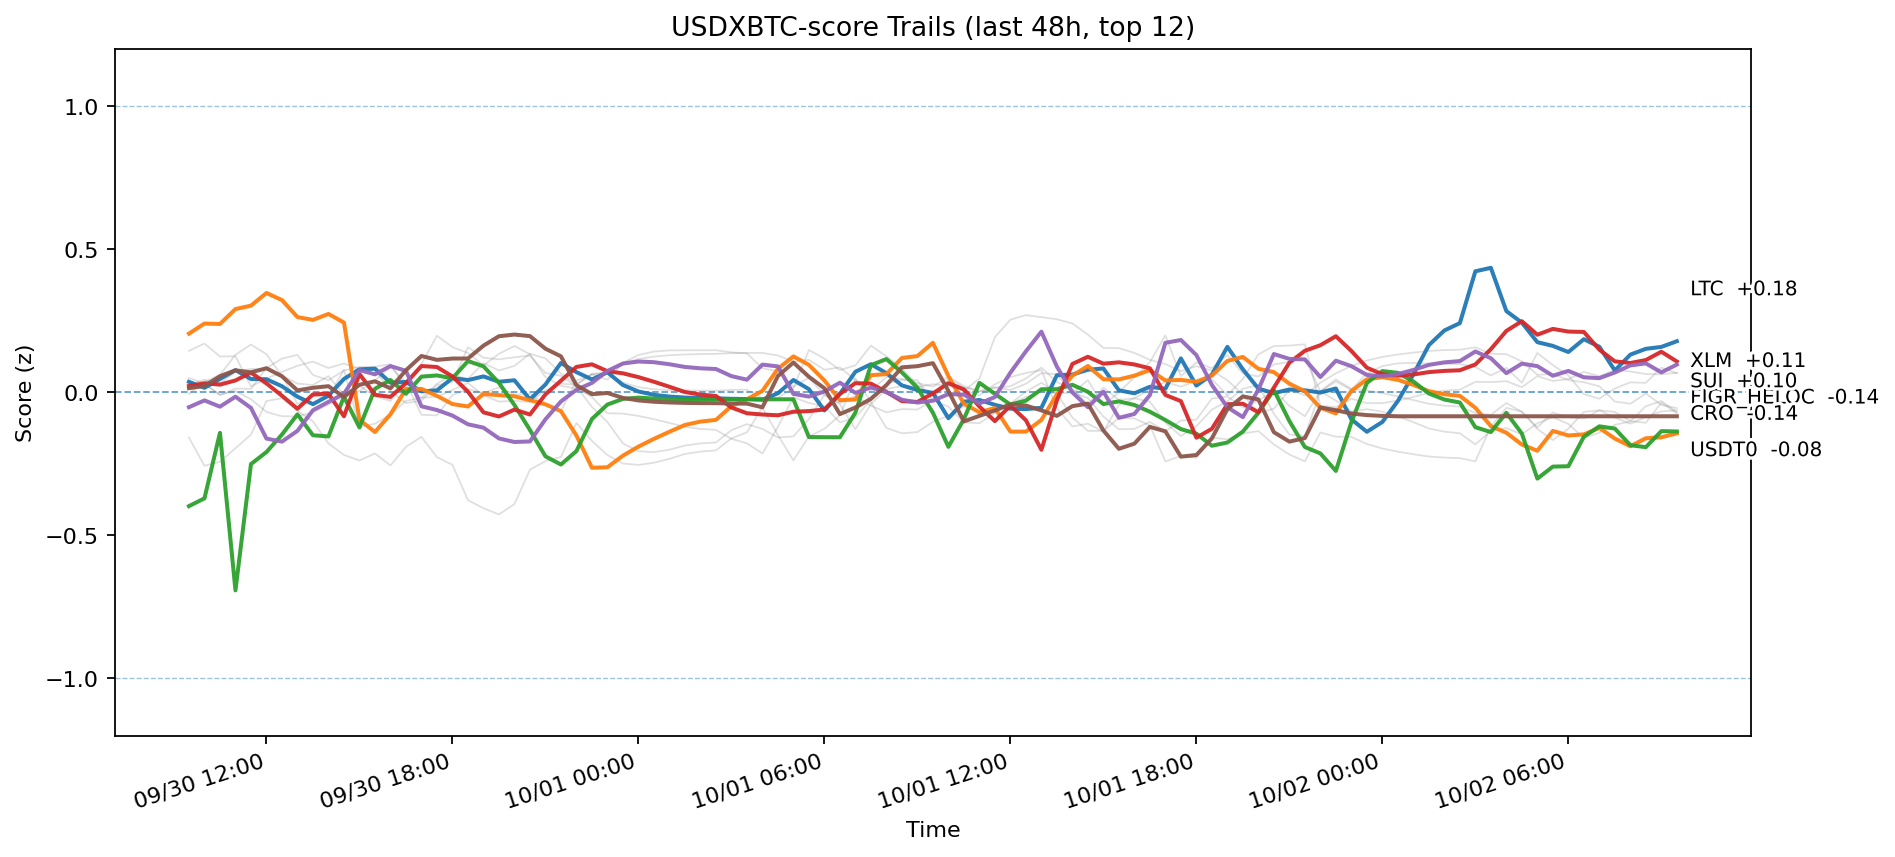 USDXBTC-score Trails (last 48h, top 12)
Score (z)
1.0
0.5
0.0
−0.5
−1.0
LTC +0.18
XLM +0.11
SUI +0.10
FIGR_HELOC -0.14
CRO -0.14
USDT0 -0.08
09/30 12:00
09/30 18:00
10/01 00:00
10/01 06:00
10/01 12:00
10/01 18:00
10/02 00:00
10/02 06:00
Time